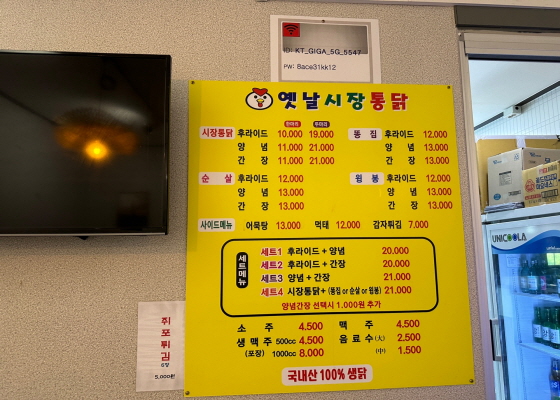 ID: KT_GIGA_5G_5547
PW: 8ace31kk12
옛날시장통닭
한마리 두마리
시장통닭 후라이드 10.000 19.000
양 념 11.000 21.000
간 장 11.000 21.000
똥 집 후라이드 12.000
양 념 13.000
간 장 13.000
순 살 후라이드 12.000
양 념 13.000
간 장 13.000
윙 봉 후라이드 12.000
양 념 13.000
간 장 13.000
사이드메뉴 어묵탕 13.000 먹태 12.000 감자튀김 7.000
세트메뉴
세트1 후라이드 + 양념 20.000
세트2 후라이드 + 간장 20.000
세트3 양념 + 간장 21.000
세트4 시장통닭 + (똥집 or 순살 or 윙봉) 21.000
양념간장 선택시 1.000원 추가
소 주 4.500
생 맥 주 500cc 4.500
(포장) 1000cc 8.000
맥 주 4.500
음 료 수 (大) 2.500
(中) 1.500
국내산 100% 생닭
쥐포튀김
5,000원
UNICOOLA